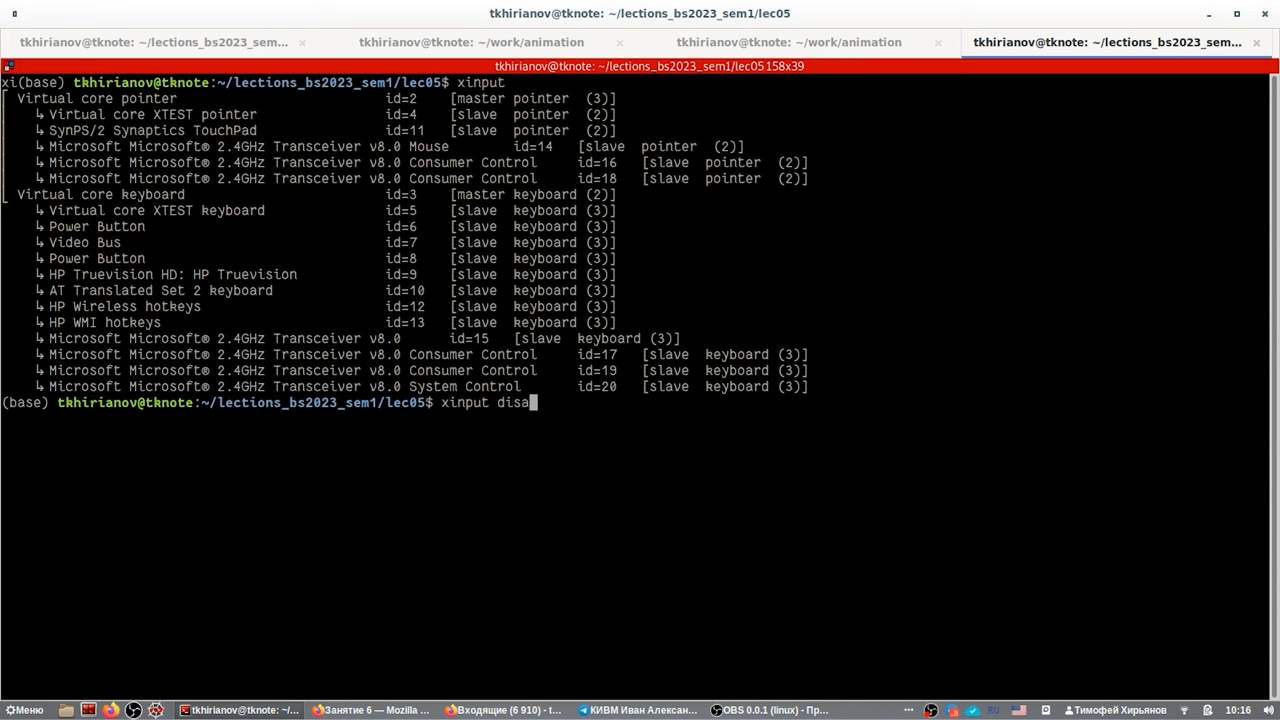 tkhirianov@tknote: ~/lections_bs2023_sem1/lec05
tkhirianov@tknote: ~/lections_bs2023_sem... × tkhirianov@tknote: ~/work/animation × tkhirianov@tknote: ~/work/animation × tkhirianov@tknote: ~/lections_bs2023_sem... ×
tkhirianov@tknote: ~/lections_bs2023_sem1/lec05 158x39
xi(base) tkhirianov@tknote:~/lections_bs2023_sem1/lec05$ xinput
⎡ Virtual core pointer id=2 [master pointer (3)]
⎜ ↳ Virtual core XTEST pointer id=4 [slave pointer (2)]
⎜ ↳ SynPS/2 Synaptics TouchPad id=11 [slave pointer (2)]
⎜ ↳ Microsoft Microsoft® 2.4GHz Transceiver v8.0 Mouse id=14 [slave pointer (2)]
⎜ ↳ Microsoft Microsoft® 2.4GHz Transceiver v8.0 Consumer Control id=16 [slave pointer (2)]
⎜ ↳ Microsoft Microsoft® 2.4GHz Transceiver v8.0 Consumer Control id=18 [slave pointer (2)]
⎣ Virtual core keyboard id=3 [master keyboard (2)]
↳ Virtual core XTEST keyboard id=5 [slave keyboard (3)]
↳ Power Button id=6 [slave keyboard (3)]
↳ Video Bus id=7 [slave keyboard (3)]
↳ Power Button id=8 [slave keyboard (3)]
↳ HP Truevision HD: HP Truevision id=9 [slave keyboard (3)]
↳ AT Translated Set 2 keyboard id=10 [slave keyboard (3)]
↳ HP Wireless hotkeys id=12 [slave keyboard (3)]
↳ HP WMI hotkeys id=13 [slave keyboard (3)]
↳ Microsoft Microsoft® 2.4GHz Transceiver v8.0 id=15 [slave keyboard (3)]
↳ Microsoft Microsoft® 2.4GHz Transceiver v8.0 Consumer Control id=17 [slave keyboard (3)]
↳ Microsoft Microsoft® 2.4GHz Transceiver v8.0 Consumer Control id=19 [slave keyboard (3)]
↳ Microsoft Microsoft® 2.4GHz Transceiver v8.0 System Control id=20 [slave keyboard (3)]
(base) tkhirianov@tknote:~/lections_bs2023_sem1/lec05$ xinput disa
Меню tkhirianov@tknote: ~/... Занятие 6 — Mozilla ... Входящие (6 910) - t... КИВМ Иван Алексан... OBS 0.0.1 (linux) - Пр... RU Тимофей Хирьянов 10:16